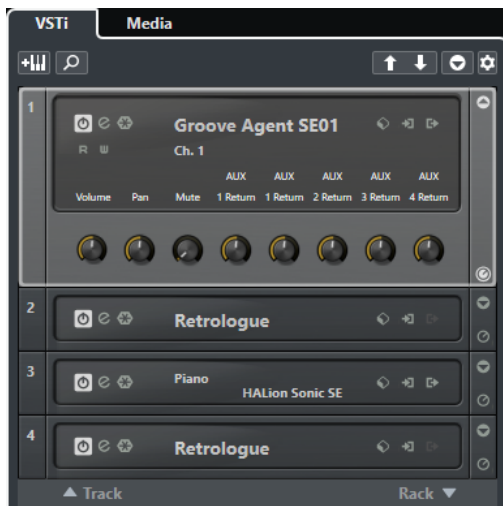 VSTi Media
1
Groove Agent SE01
R W
Ch. 1
AUX AUX AUX AUX AUX
Volume Pan Mute 1 Return 1 Return 2 Return 3 Return 4 Return
2
Retrologue
3
Piano
HALion Sonic SE
4
Retrologue
Track Rack